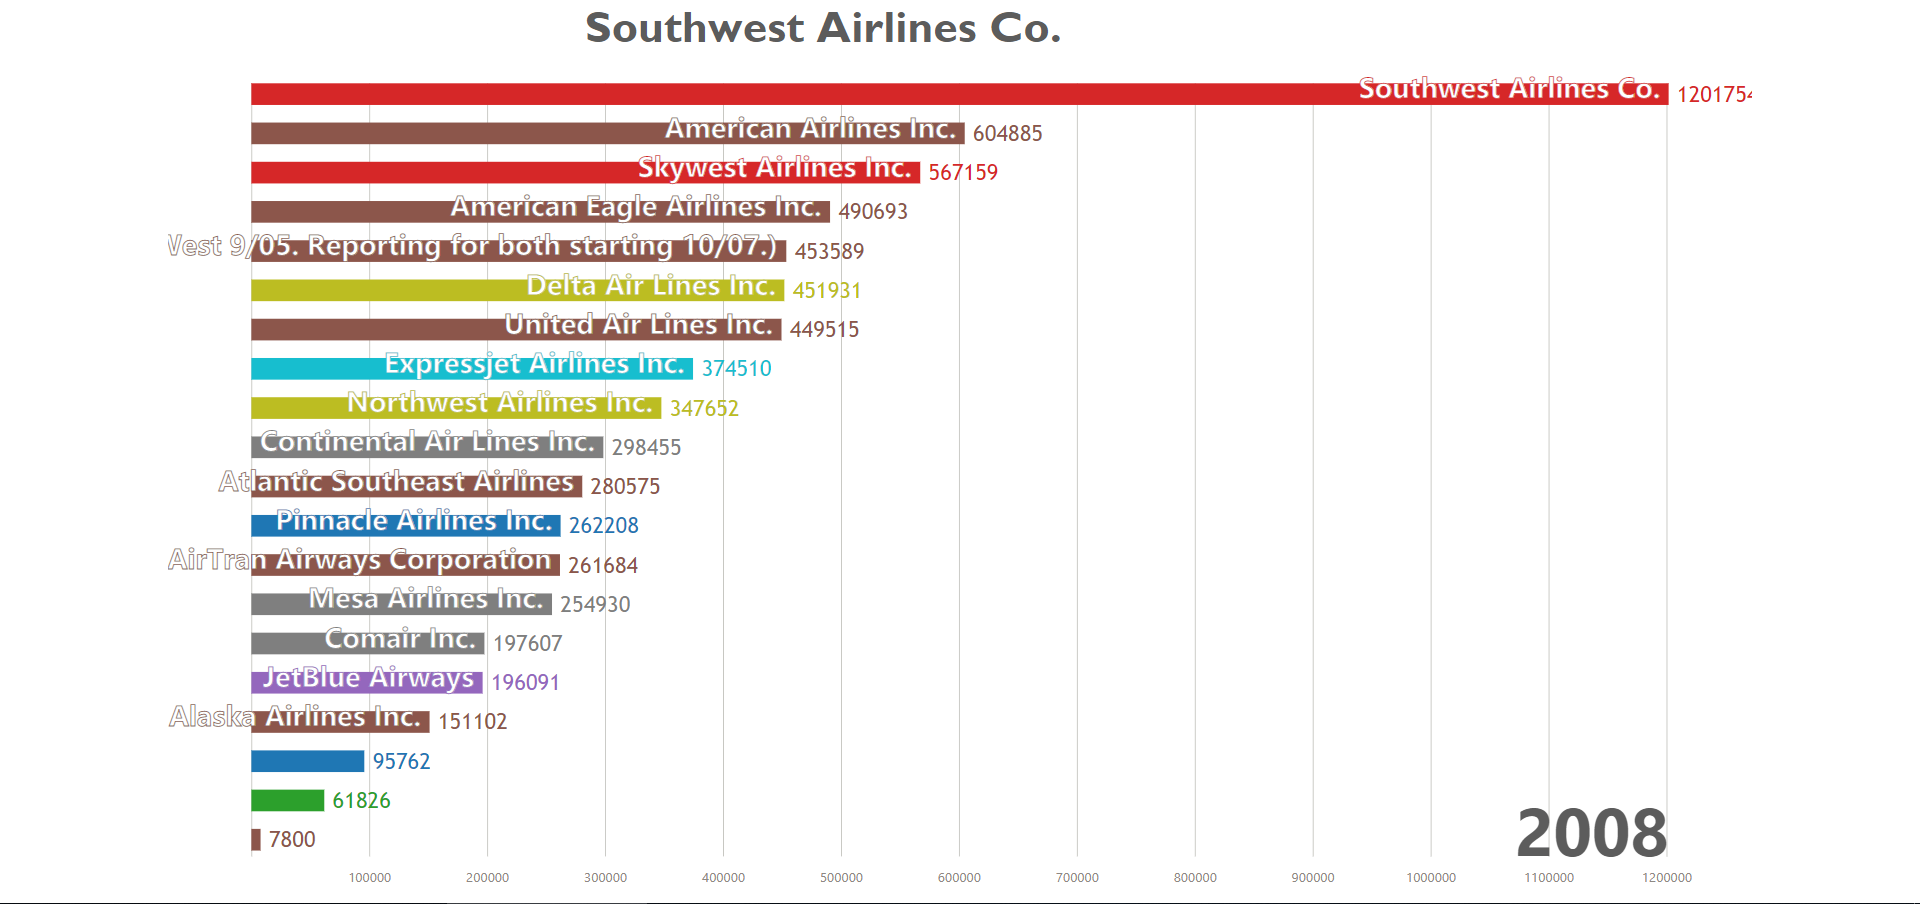 Southwest Airlines Co.
Southwest Airlines Co. 1201754
American Airlines Inc. 604885
Skywest Airlines Inc. 567159
American Eagle Airlines Inc. 490693
West 9/05. Reporting for both starting 10/07.) 453589
Delta Air Lines Inc. 451931
United Air Lines Inc. 449515
Expressjet Airlines Inc. 374510
Northwest Airlines Inc. 347652
Continental Air Lines Inc. 298455
Atlantic Southeast Airlines 280575
Pinnacle Airlines Inc. 262208
AirTran Airways Corporation 261684
Mesa Airlines Inc. 254930
Comair Inc. 197607
JetBlue Airways 196091
Alaska Airlines Inc. 151102
95762
61826
7800
2008
100000 200000 300000 400000 500000 600000 700000 800000 900000 1000000 1100000 1200000